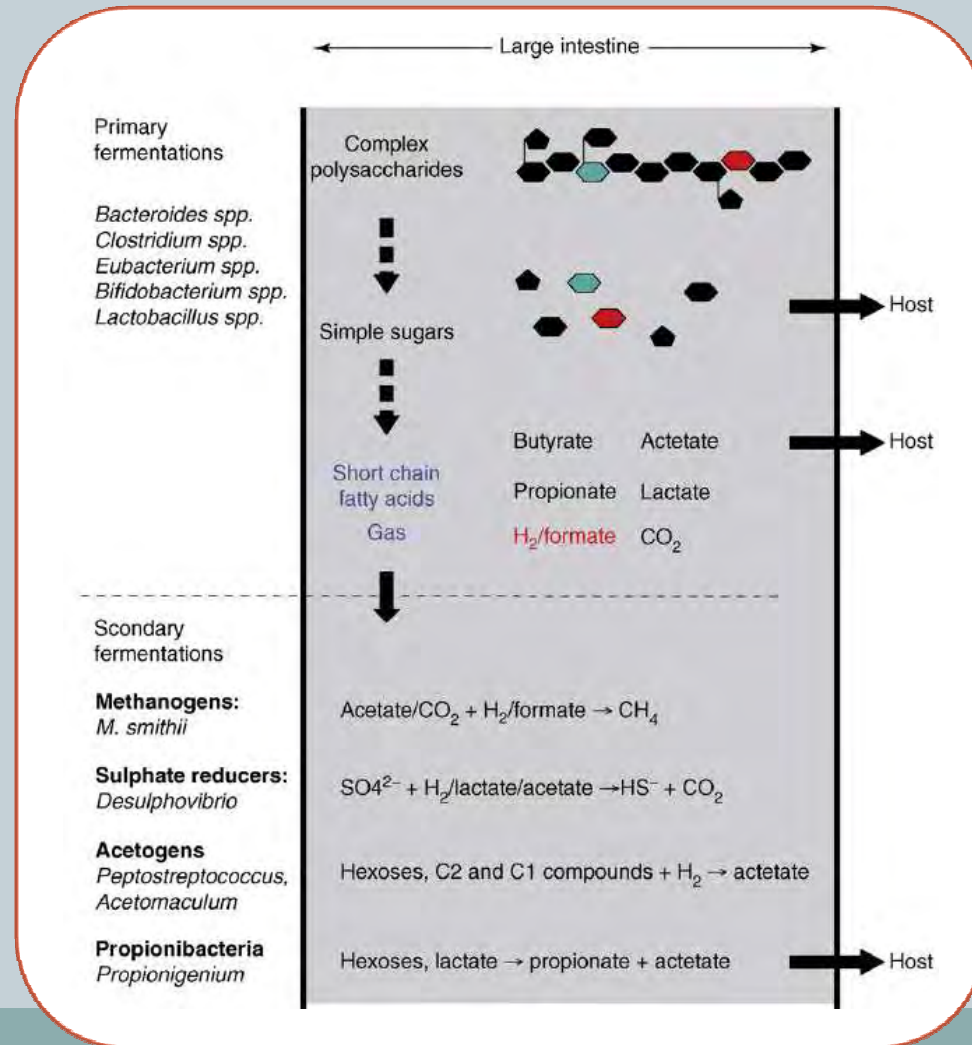 Large intestine
Primary
fermentations
Bacteroides spp.
Clostridium spp.
Eubacterium spp.
Bifidobacterium spp.
Lactobacillus spp.
Complex
polysaccharides
Simple sugars
Host
Short chain
fatty acids
Gas
Butyrate Actetate
Propionate Lactate
H₂/formate CO₂
Host
Scondary
fermentations
Methanogens:
M. smithii
Acetate/CO₂ + H₂/formate → CH₄
Sulphate reducers:
Desulphovibrio
SO4²⁻ + H₂/lactate/acetate →HS⁻ + CO₂
Acetogens
Peptostreptococcus,
Acetomaculum
Hexoses, C2 and C1 compounds + H₂ → actetate
Propionibacteria
Propionigenium
Hexoses, lactate → propionate + actetate
Host